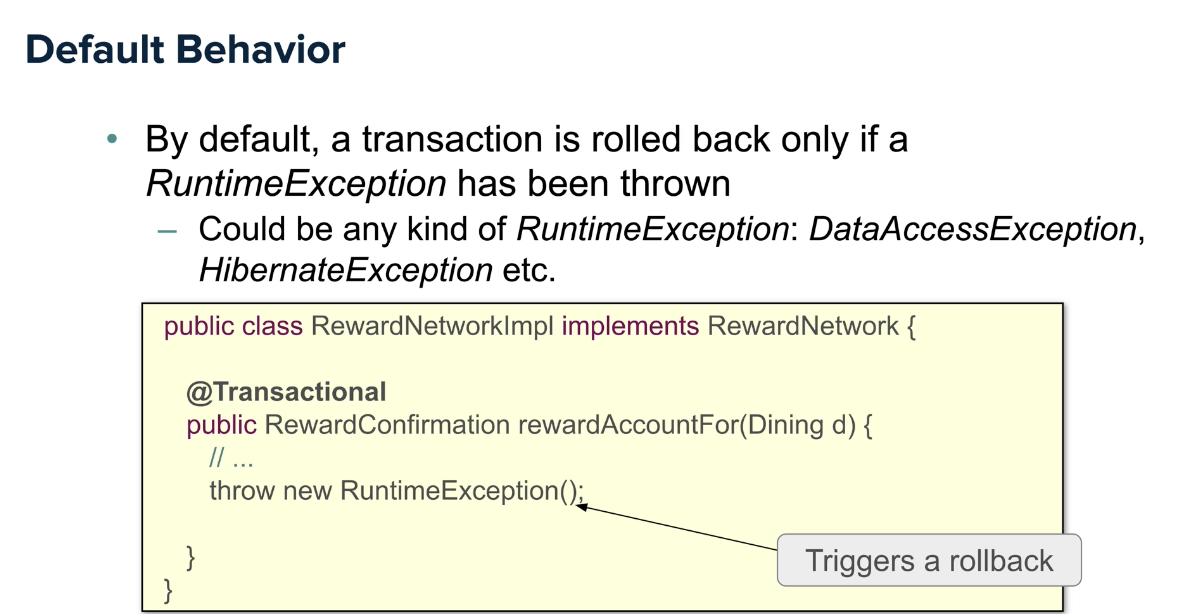 Default Behavior
• By default, a transaction is rolled back only if a
RuntimeException has been thrown
– Could be any kind of RuntimeException: DataAccessException,
HibernateException etc.
public class RewardNetworkImpl implements RewardNetwork {
@Transactional
public RewardConfirmation rewardAccountFor(Dining d) {
// ...
throw new RuntimeException();
Triggers a rollback
}
}